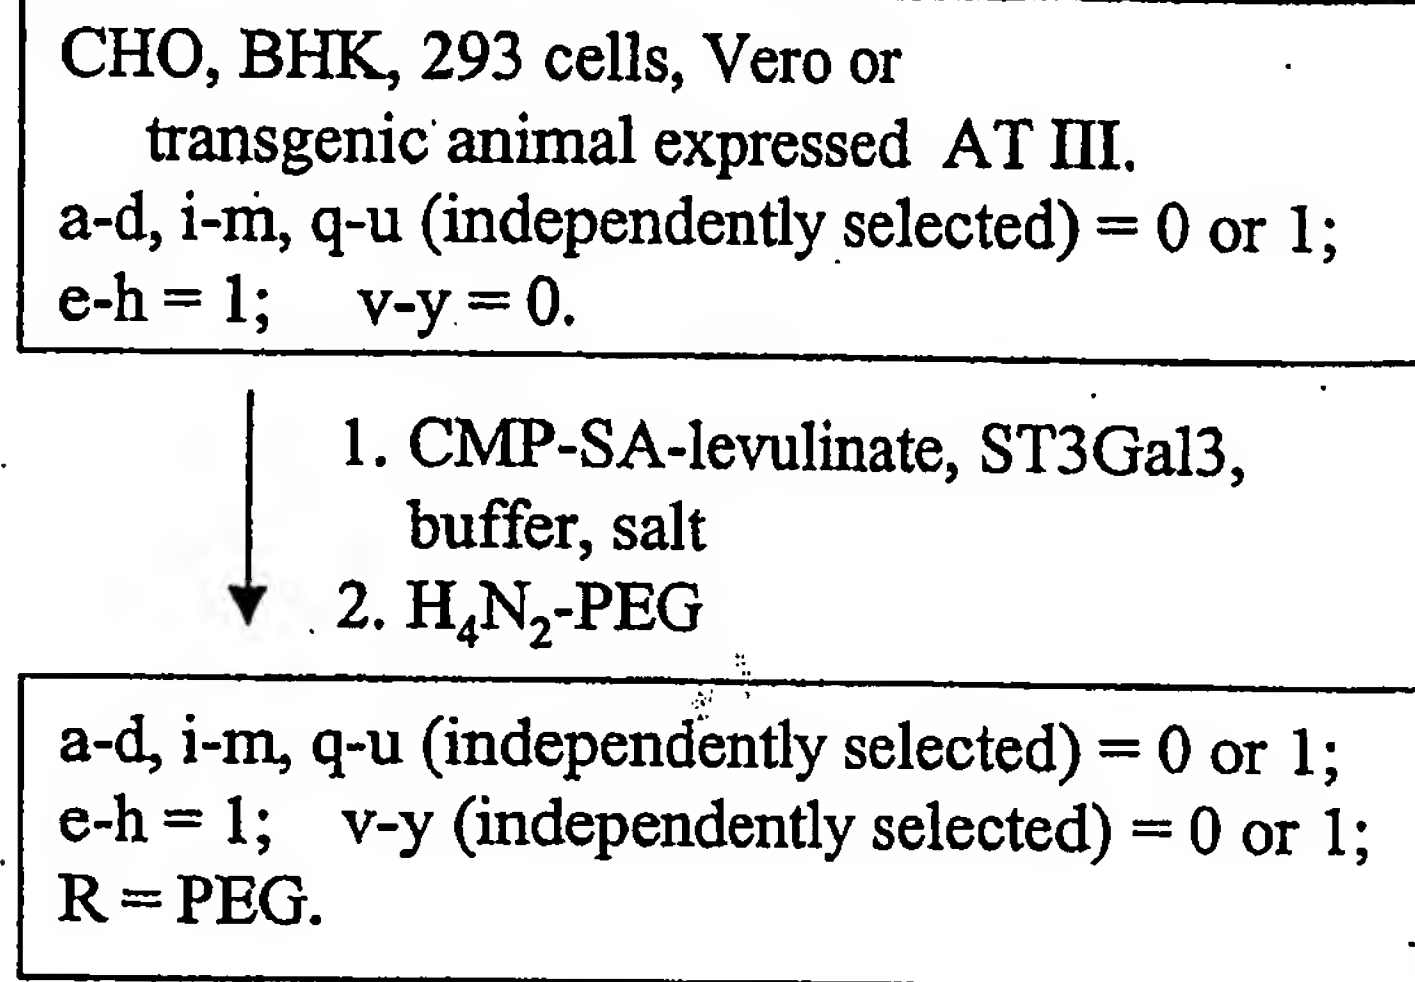 CHO, BHK, 293 cells, Vero or
transgenic animal expressed AT III.
a-d, i-m, q-u (independently selected) = 0 or 1;
e-h = 1; v-y = 0.
1. CMP-SA-levulinate, ST3Gal3,
buffer, salt
2. H₄N₂-PEG
a-d, i-m, q-u (independently selected) = 0 or 1;
e-h = 1; v-y (independently selected) = 0 or 1;
R = PEG.